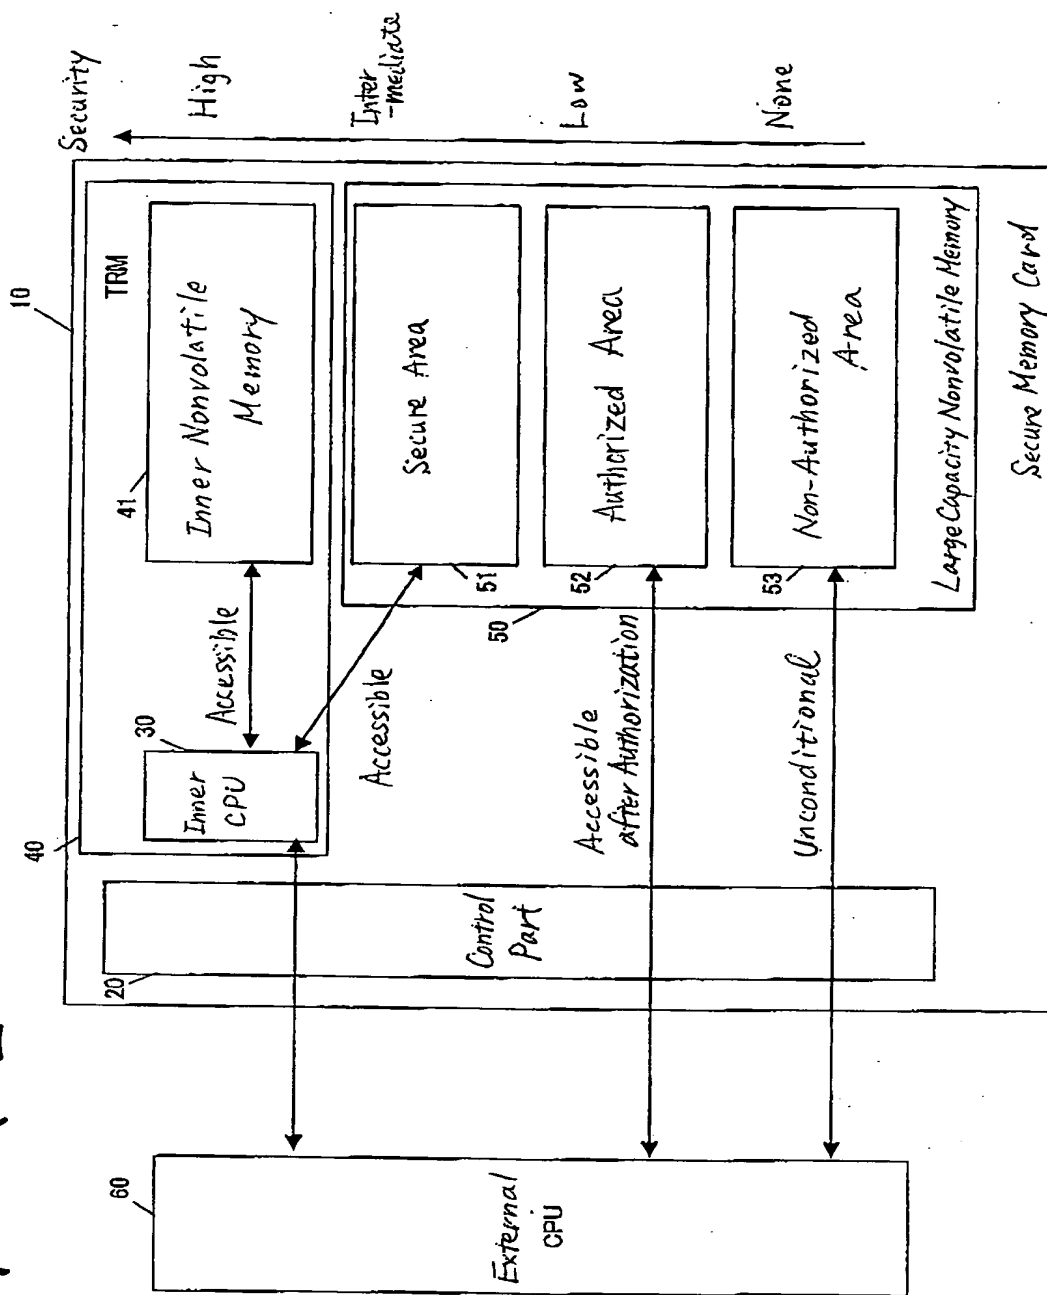 Security
High
Inter
-mediate
Low
None
10
TRM
41
Inner Nonvolatile
Memory
Accessible
30
Inner
CPU
40
Secure Area
51
Accessible
Authorized Area
52
50
Accessible
after Authorization
Non-Authorized
Area
53
Unconditional
Large Capacity Nonvolatile Memory
Secure Memory Card
Control
Part
20
60
External
CPU